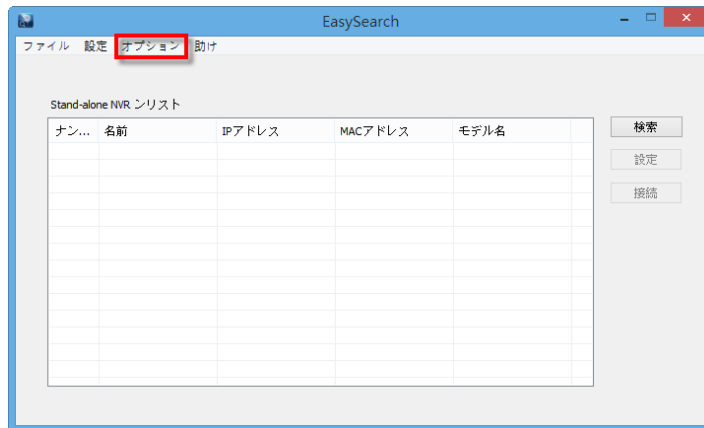 EasySearch
ファイル 設定 オプション 助け
Stand-alone NVR ンリスト
ナン... 名前 IPアドレス MACアドレス モデル名
検索
設定
接続